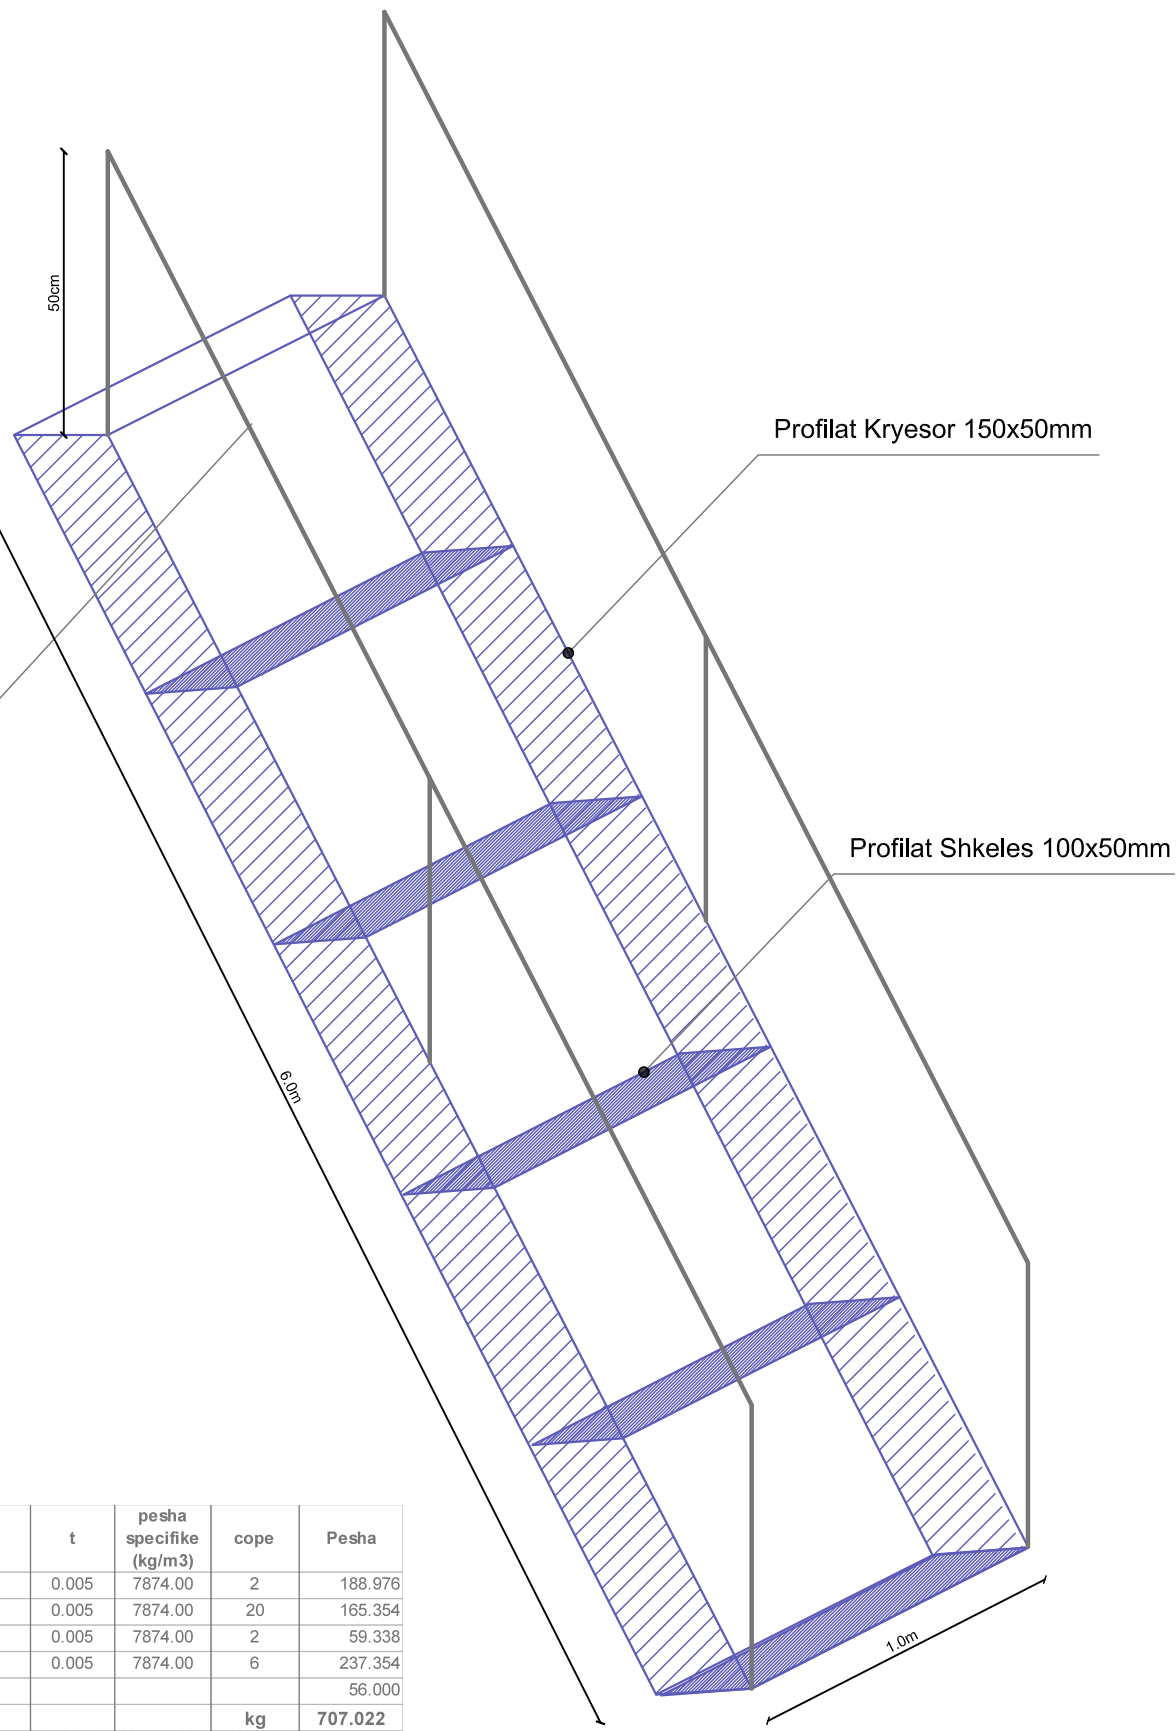 50cm
Profilat Kryesor 150x50mm
Profilat Shkeles 100x50mm
6.0m
1.0m
t pesha specifike (kg/m3) cope Pesha
0.005 7874.00 2 188.976
0.005 7874.00 20 165.354
0.005 7874.00 2 59.338
0.005 7874.00 6 237.354
56.000
kg 707.022